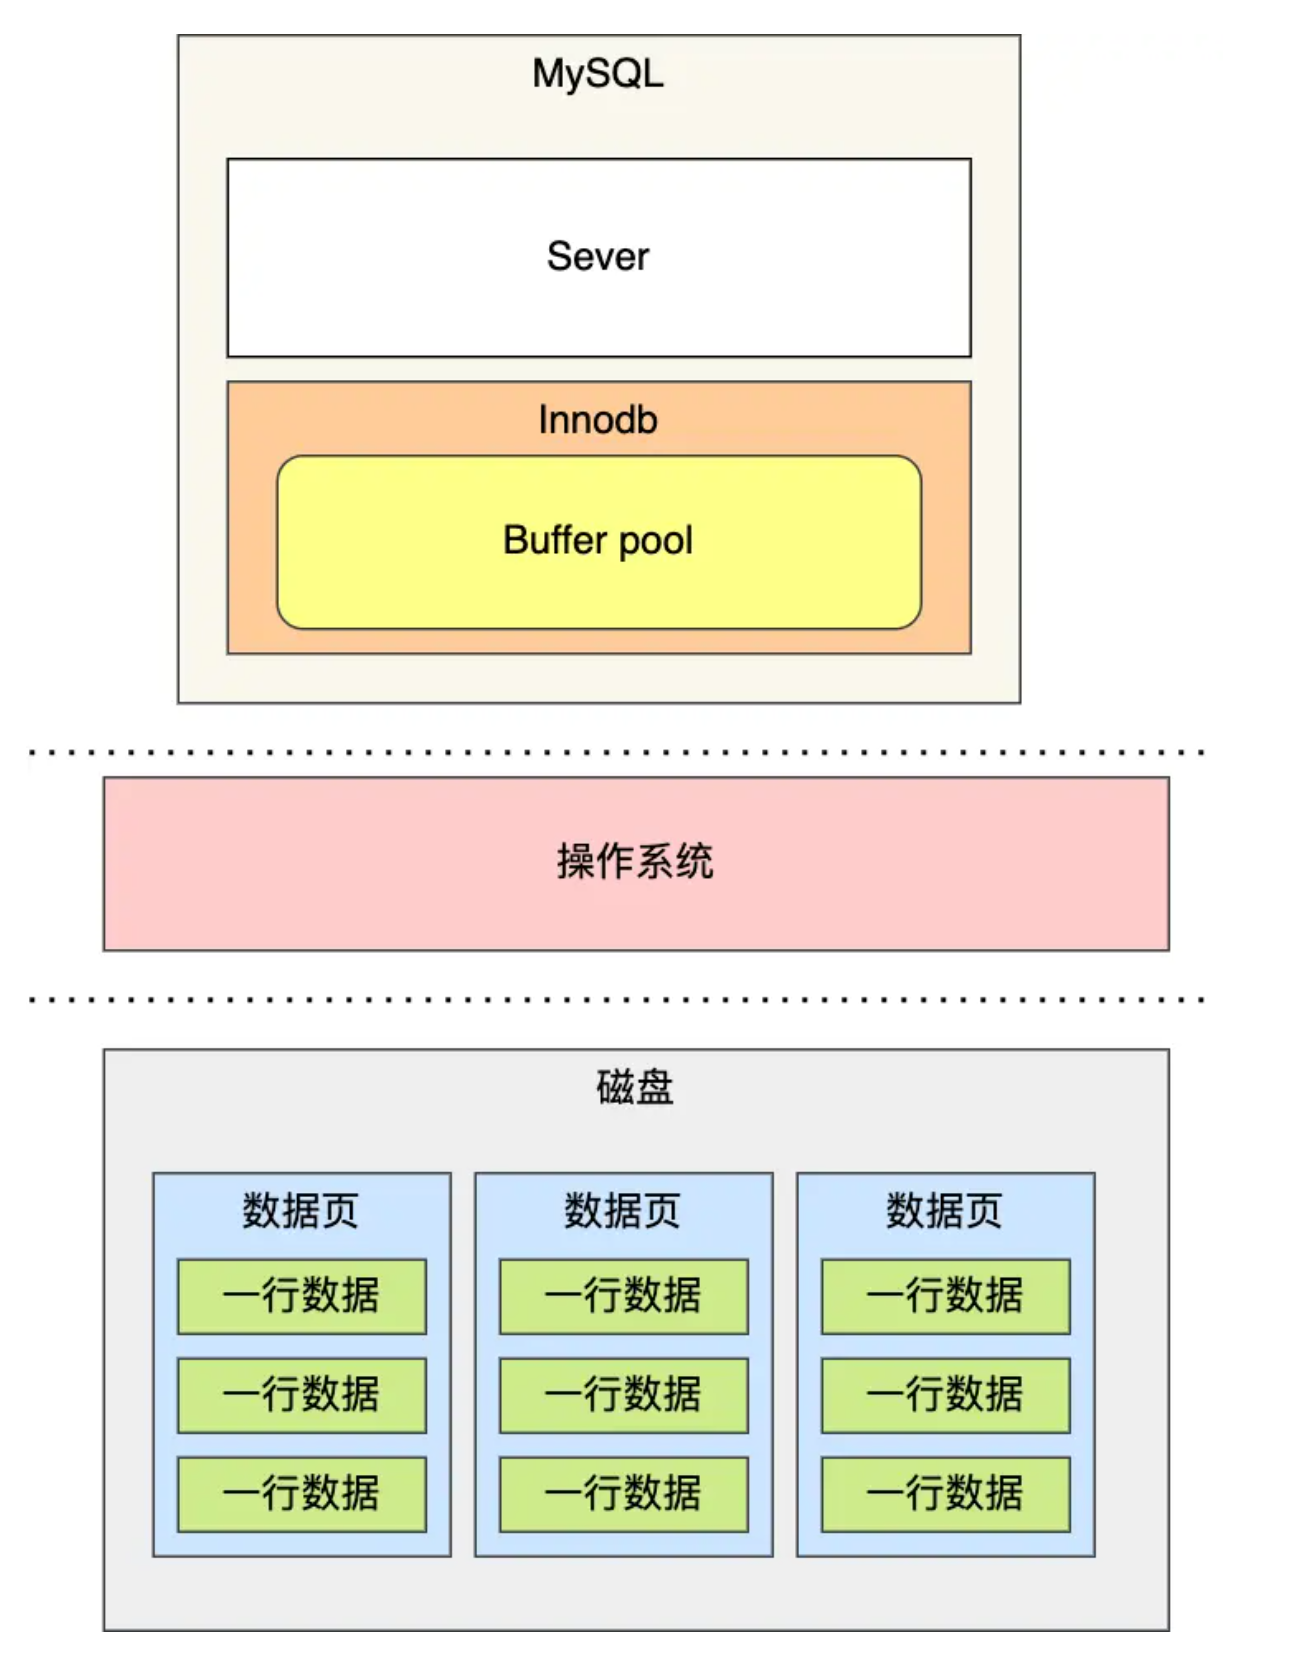 MySQL
Sever
Innodb
Buffer pool
操作系统
磁盘
数据页 数据页 数据页
一行数据 一行数据 一行数据
一行数据 一行数据 一行数据
一行数据 一行数据 一行数据